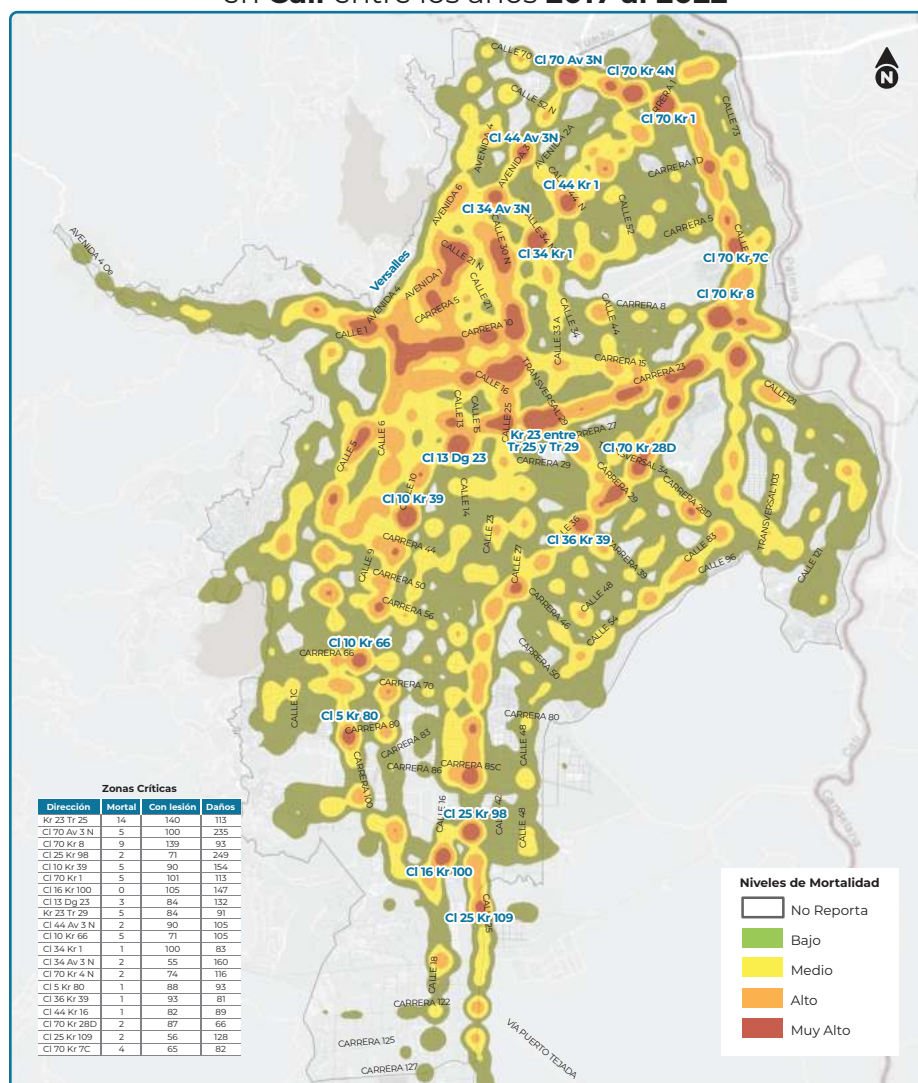 en Cali entre los años 2017 al 2022
N
CALLE 70
Cl 70 Av 3N
Cl 70 Kr 4N
CALLE 52 N
Cl 70 Kr 1
CALLE 73
AVENIDA 4
Cl 44 Av 3N
AVENIDA 3
AVENIDA 2A
CARRERA 1D
Cl 44 Kr 1
AVENIDA 6
Cl 34 Av 3N
CALLE 52
CARRERA 5
CALLE 30 N
CALLE 34 N
Cl 34 Kr 1
Cl 70 Kr 7C
AVENIDA 4 Oe
Versalles
CALLE 21 N
AVENIDA 1
CALLE 21
AVENIDA 4
CARRERA 5
CARRERA 8
Cl 70 Kr 8
CALLE 1
CARRERA 10
CALLE 33 A
CALLE 34
CALLE 44
CARRERA 15
CARRERA 23
CALLE 16
TRANSVERSAL 29
CALLE 121
CALLE 5
CALLE 6
CALLE 13
CALLE 15
CALLE 25
Kr 23 entre
Tr 25 y Tr 29
CARRERA 27
Cl 13 Dg 23
CARRERA 29
Cl 70 Kr 28D
CARRERA 29
CARRERA 28D
TRANSVERSAL 103
CALLE 10
Cl 10 Kr 39
CALLE 14
CALLE 23
CALLE 36
Cl 36 Kr 39
CARRERA 39
CALLE 83
CALLE 96
CALLE 121
CARRERA 44
CALLE 9
CARRERA 50
CALLE 27
CARRERA 56
CARRERA 46
CALLE 48
CALLE 54
Cl 10 Kr 66
CARRERA 66
CARRERA 50
CALLE 1C
CARRERA 70
Cl 5 Kr 80
CARRERA 80
CARRERA 80
CALLE 48
CARRERA 83
CARRERA 86
CARRERA 85C
CARRERA 100
CALLE 16
CALLE 42
CALLE 48
Cl 25 Kr 98
Cl 16 Kr 100
Cl 25 Kr 109
CALLE 18
CARRERA 122
VÍA PUERTO TEJADA
CARRERA 125
CARRERA 127
Palmira
Cali
Candelaria
Zonas Críticas
Dirección Mortal Con lesión Daños
Kr 23 Tr 25 14 140 113
Cl 70 Av 3 N 5 100 235
Cl 70 Kr 8 9 139 93
Cl 25 Kr 98 2 71 249
Cl 10 Kr 39 5 90 154
Cl 70 Kr 1 5 101 113
Cl 16 Kr 100 0 105 147
Cl 13 Dg 23 3 84 132
Kr 23 Tr 29 5 84 91
Cl 44 Av 3 N 2 90 105
Cl 10 Kr 66 5 71 105
Cl 34 Kr 1 1 100 83
Cl 34 Av 3 N 2 55 160
Cl 70 Kr 4 N 2 74 116
Cl 5 Kr 80 1 88 93
Cl 36 Kr 39 1 93 81
Cl 44 Kr 16 1 82 89
Cl 70 Kr 28D 2 87 66
Cl 25 Kr 109 2 56 128
Cl 70 Kr 7C 4 65 82
Niveles de Mortalidad
No Reporta
Bajo
Medio
Alto
Muy Alto